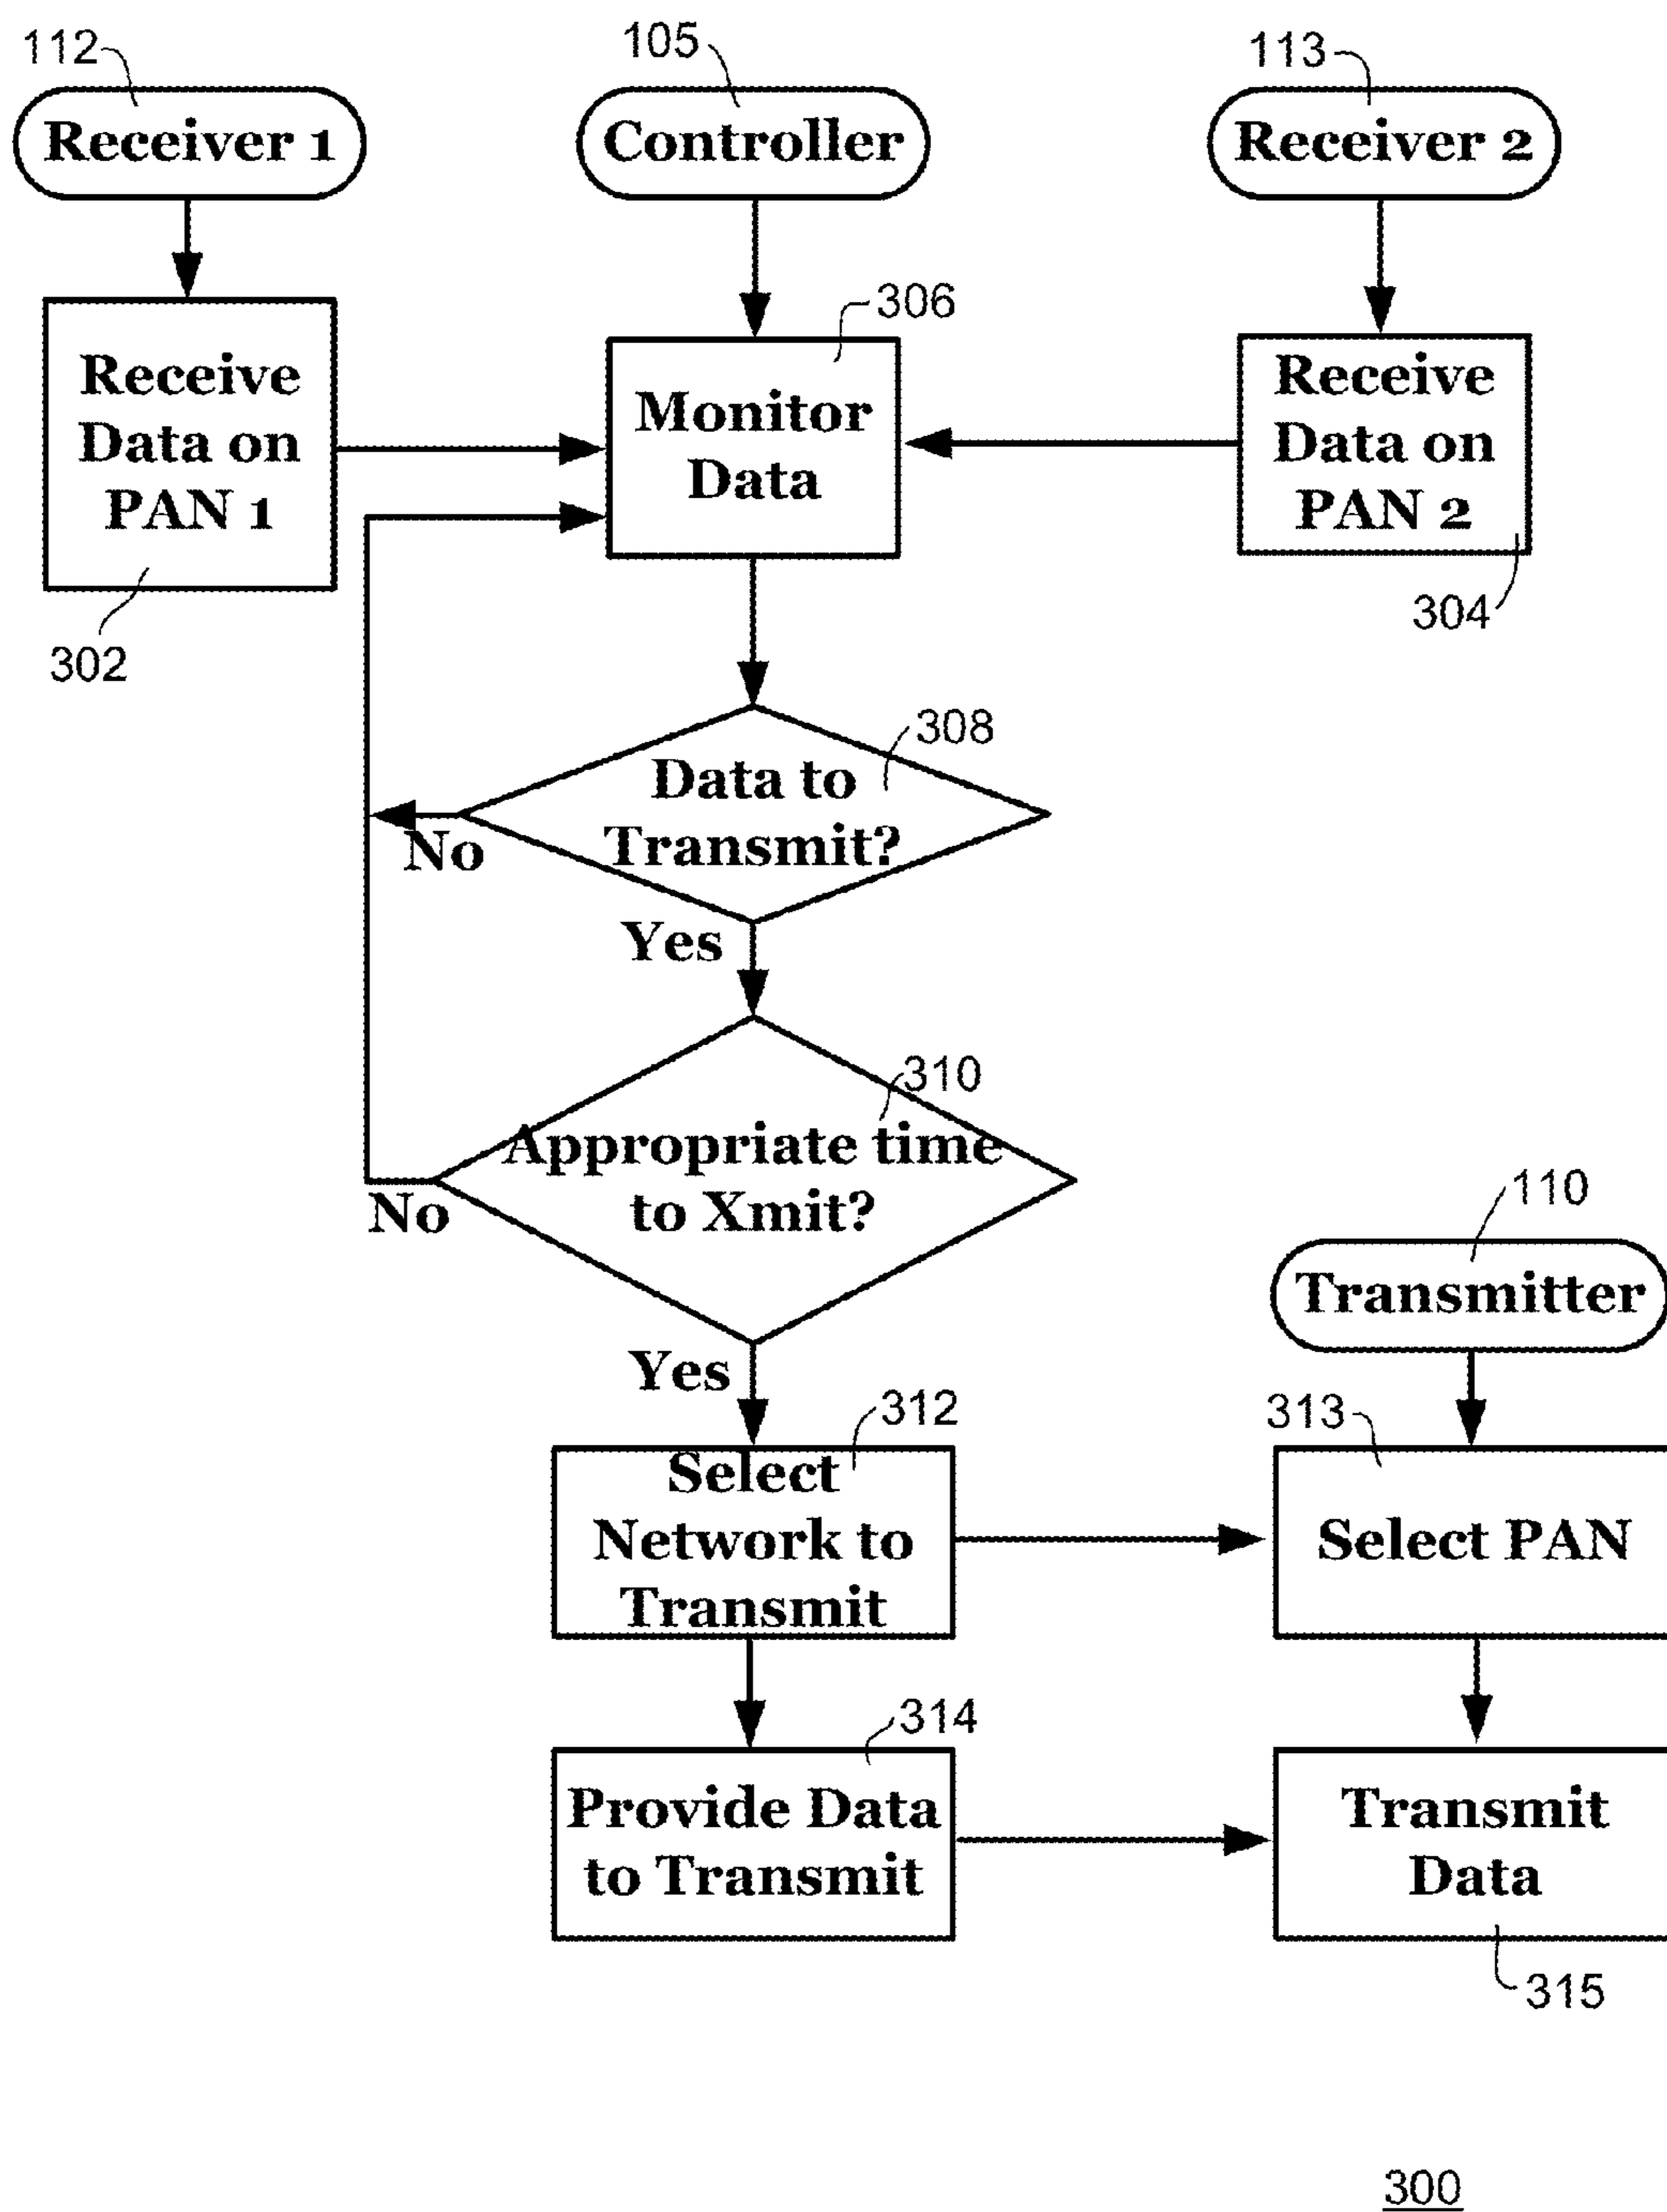 112
105
113
Receiver 1
Controller
Receiver 2
306
Receive
Data on
PAN 1
Monitor
Data
Receive
Data on
PAN 2
302
304
308
Data to
Transmit?
No
Yes
310
Appropriate time
to Xmit?
No
110
Transmitter
Yes
312
313
Select
Network to
Transmit
Select PAN
314
Provide Data
to Transmit
Transmit
Data
315
300